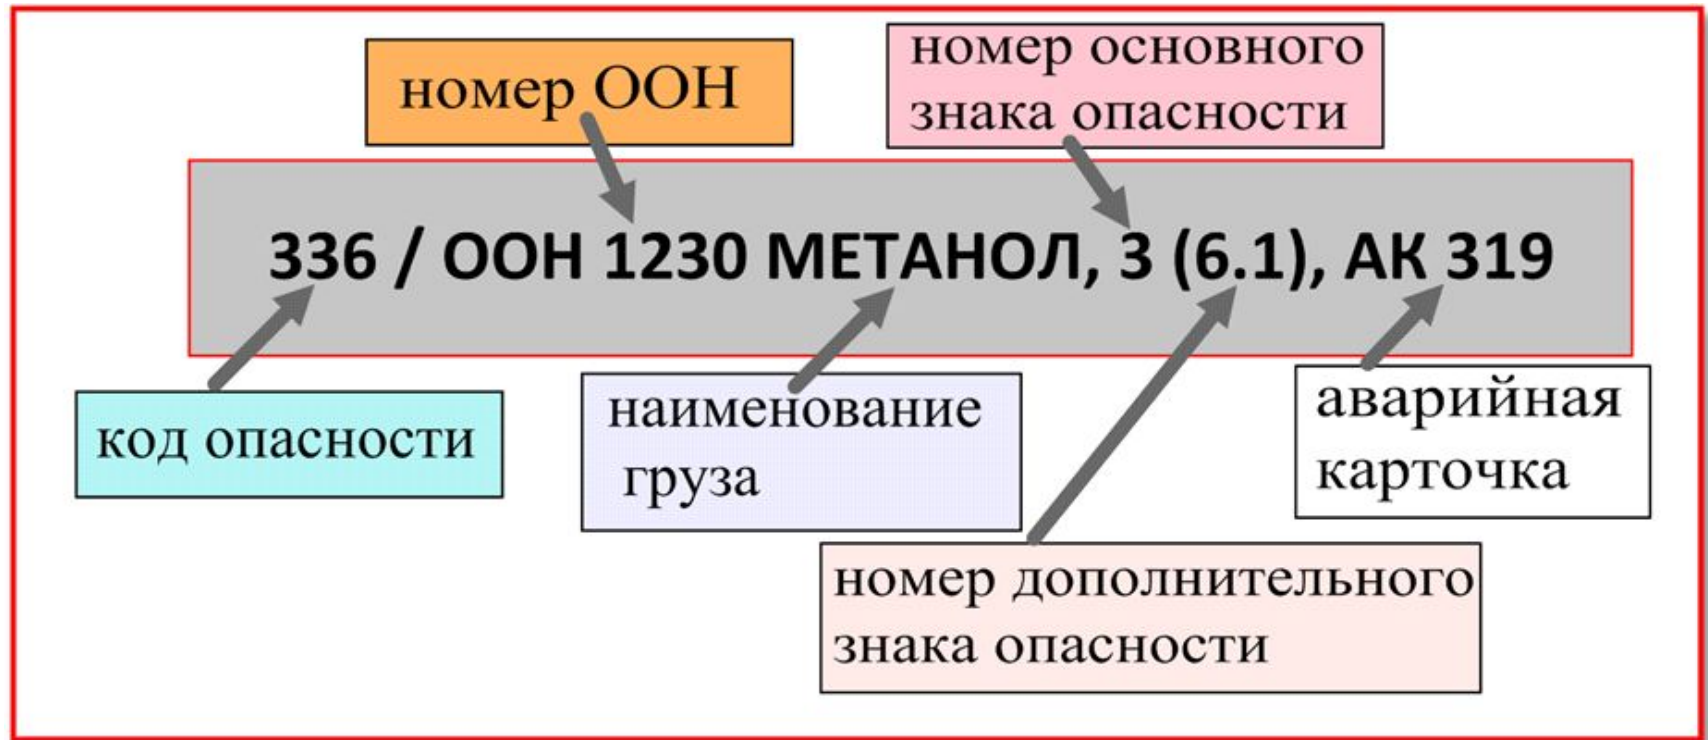 номер ООН
номер основного
знака опасности
336 / ООН 1230 МЕТАНОЛ, 3 (6.1), АК 319
код опасности
наименование
груза
аварийная
карточка
номер дополнительного
знака опасности